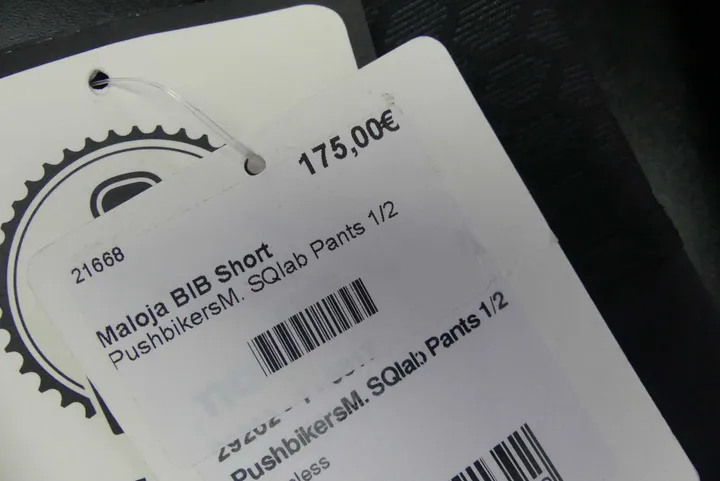 175,00€
21668
Maloja BIB Short
PushbikersM. SQlab Pants 1/2
PushbikersM. SQlab Pants 1/2